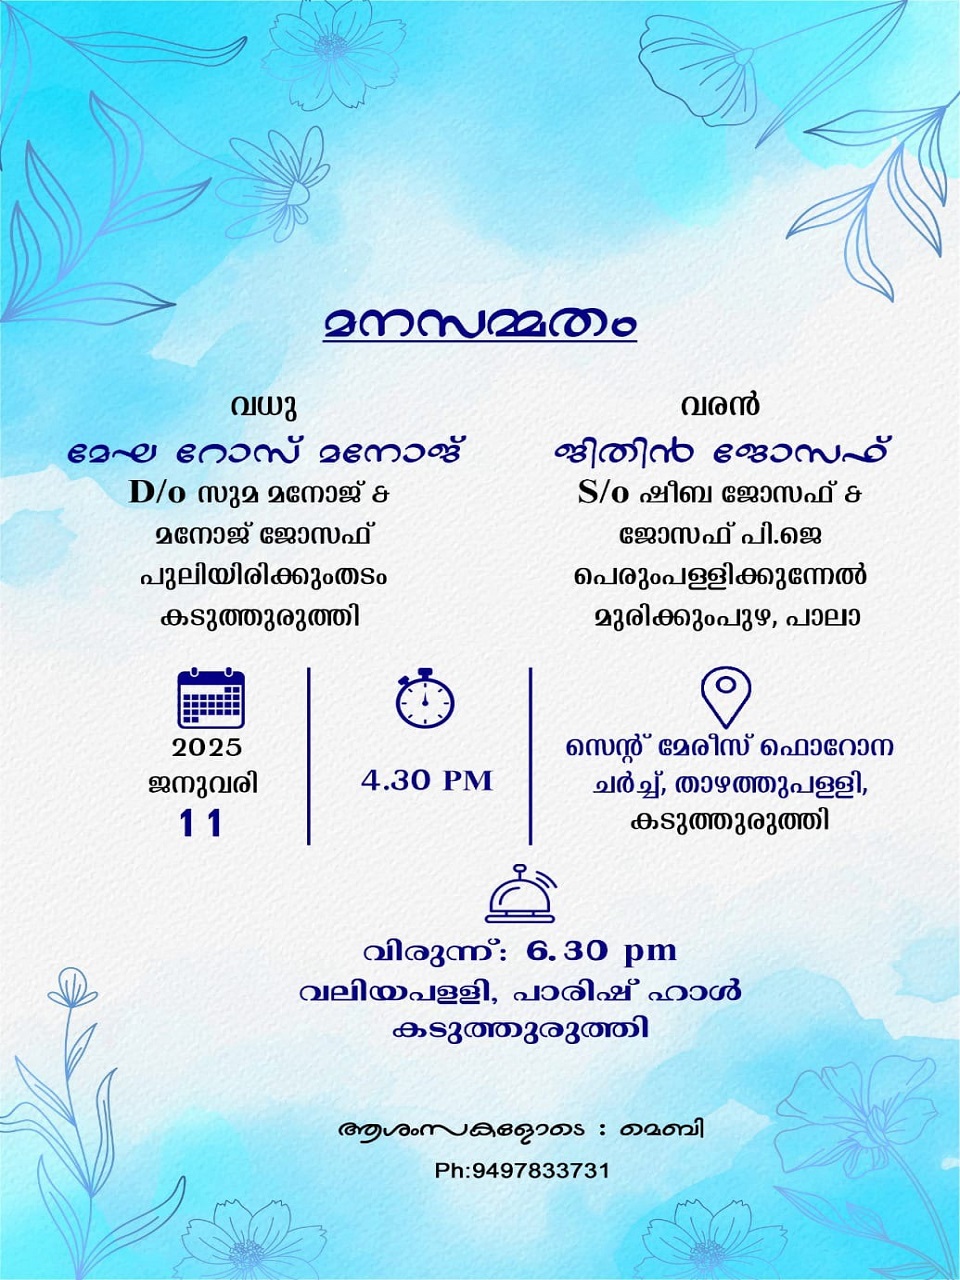 മനസമ്മതം
വധു
മേഘ റോസ് മനോജ്
D/o സുമ മനോജ് &
മനോജ് ജോസഫ്
പുലിയിരിക്കുംതടം
കടുത്തുരുത്തി
വരൻ
ജിതിൻ ജോസഫ്
S/o ഷീബ ജോസഫ് &
ജോസഫ് പി.ജെ
പെരുംപള്ളിക്കുന്നേൽ
മുരിക്കുംപുഴ, പാലാ
2025
ജനുവരി
11
4.30 PM
സെന്റ് മേരീസ് ഫൊറോന
ചർച്ച്, താഴത്തുപള്ളി,
കടുത്തുരുത്തി
വിരുന്ന്: 6.30 pm
വലിയപള്ളി, പാരിഷ് ഹാൾ
കടുത്തുരുത്തി
ആശംസകളോടെ : മെബി
Ph:9497833731